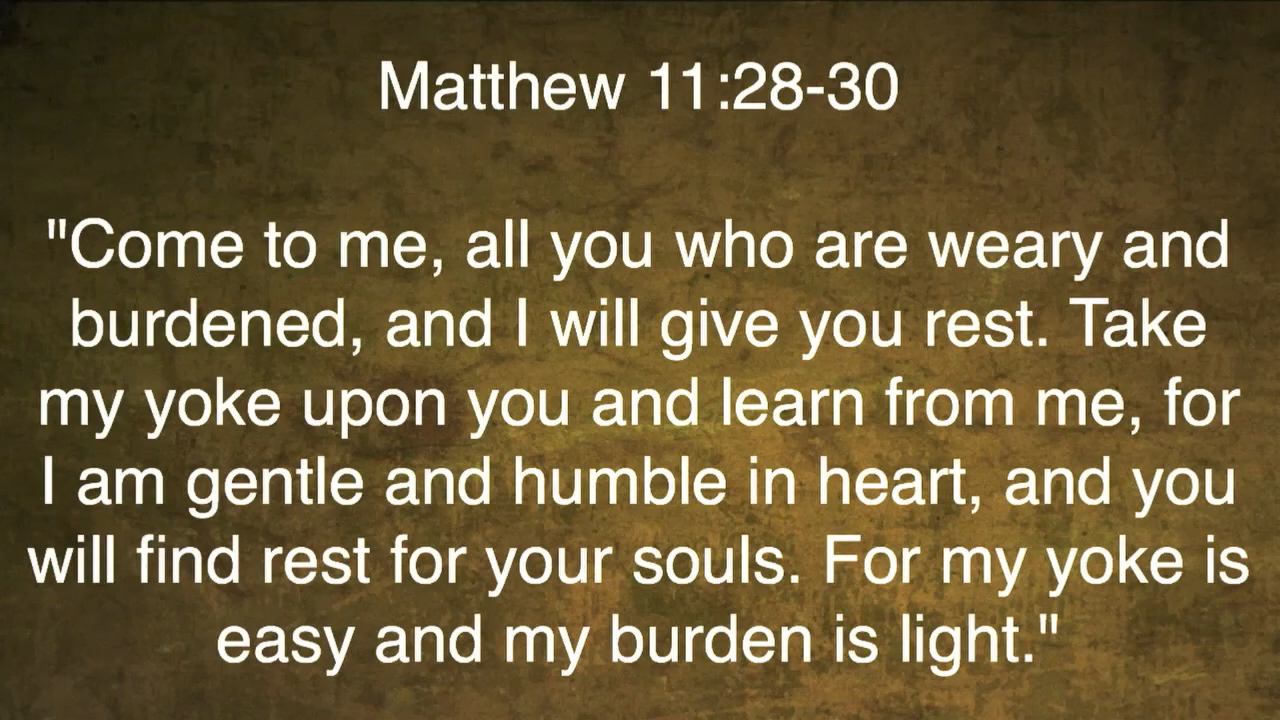 Matthew 11:28-30
"Come to me, all you who are weary and
burdened, and I will give you rest. Take
my yoke upon you and learn from me, for
I am gentle and humble in heart, and you
will find rest for your souls. For my yoke is
easy and my burden is light."